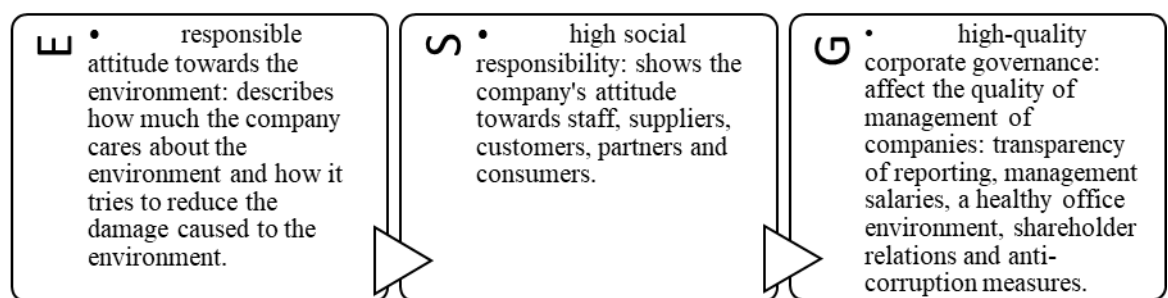 E
• responsible
attitude towards the
environment: describes
how much the company
cares about the
environment and how it
tries to reduce the
damage caused to the
environment.
S
• high social
responsibility: shows the
company's attitude
towards staff, suppliers,
customers, partners and
consumers.
G
• high-quality
corporate governance:
affect the quality of
management of
companies: transparency
of reporting, management
salaries, a healthy office
environment, shareholder
relations and anti-
corruption measures.